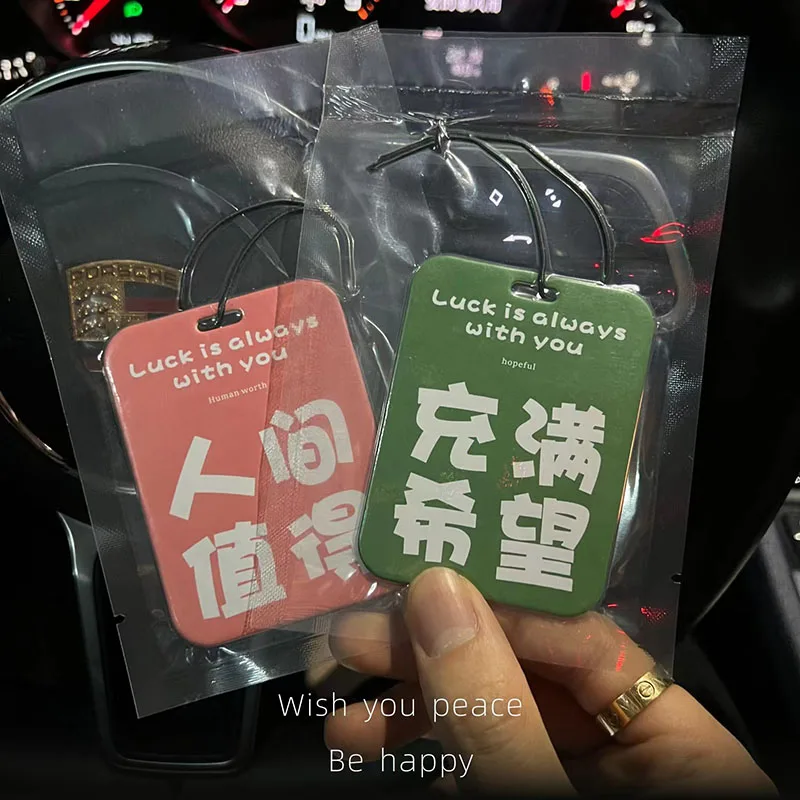 PORSCHE
Luck is always
with you
Human worth
人间
值得
Luck is always
with you
hopeful
充满
希望
Wish you peace
Be happy